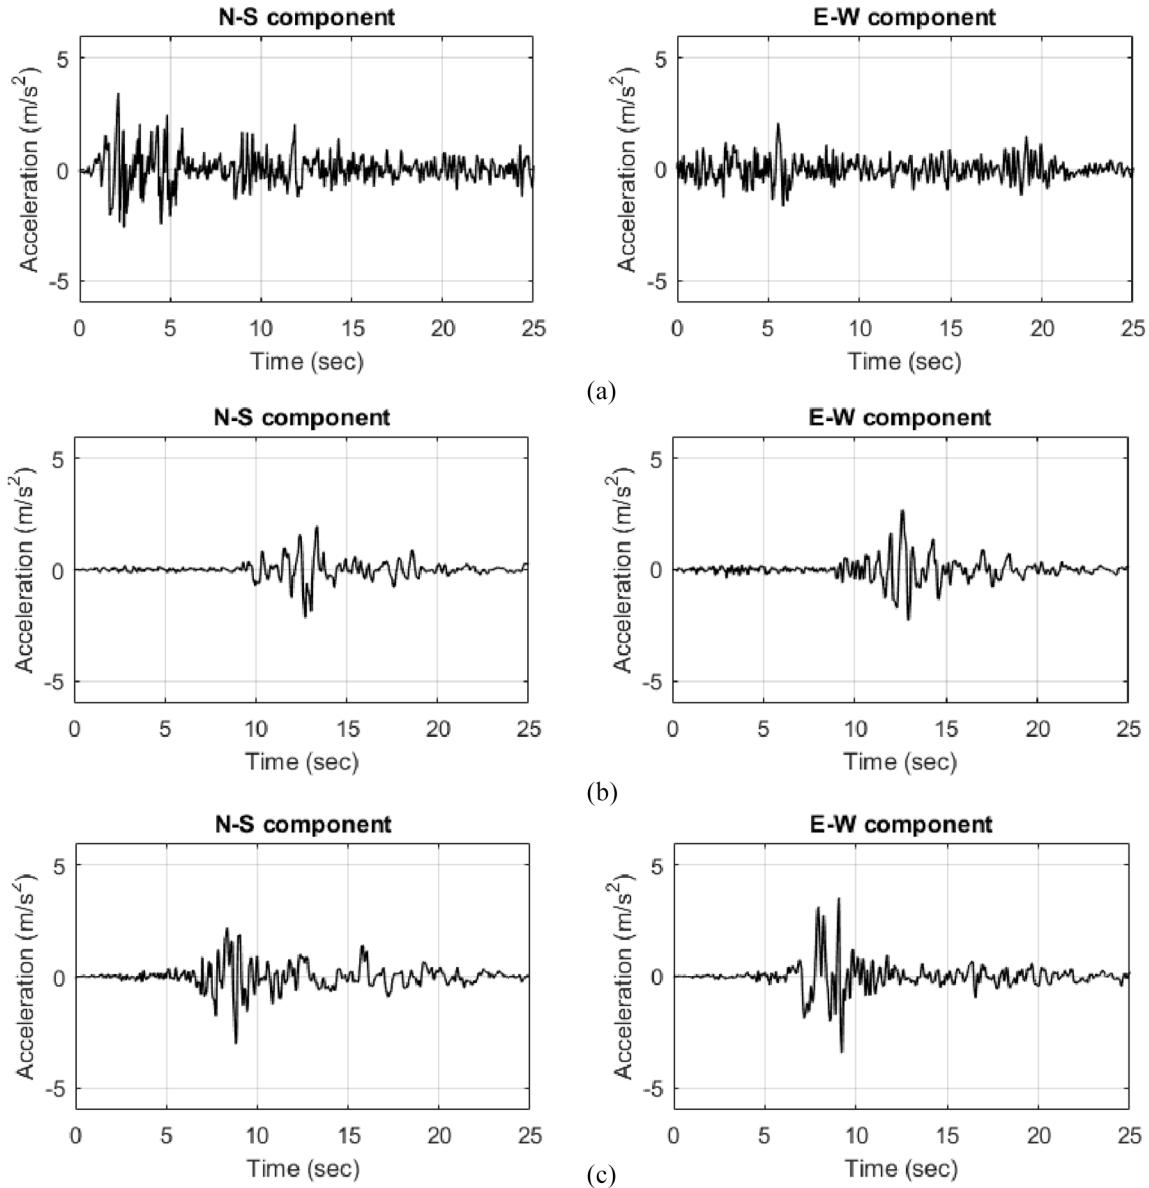 N-S component
E-W component
Acceleration (m/s²)
5
0
-5
0 5 10 15 20 25
Time (sec)
Acceleration (m/s²)
5
0
-5
0 5 10 15 20 25
Time (sec)
(a)
N-S component
E-W component
Acceleration (m/s²)
5
0
-5
0 5 10 15 20 25
Time (sec)
Acceleration (m/s²)
5
0
-5
0 5 10 15 20 25
Time (sec)
(b)
N-S component
E-W component
Acceleration (m/s²)
5
0
-5
0 5 10 15 20 25
Time (sec)
Acceleration (m/s²)
5
0
-5
0 5 10 15 20 25
Time (sec)
(c)